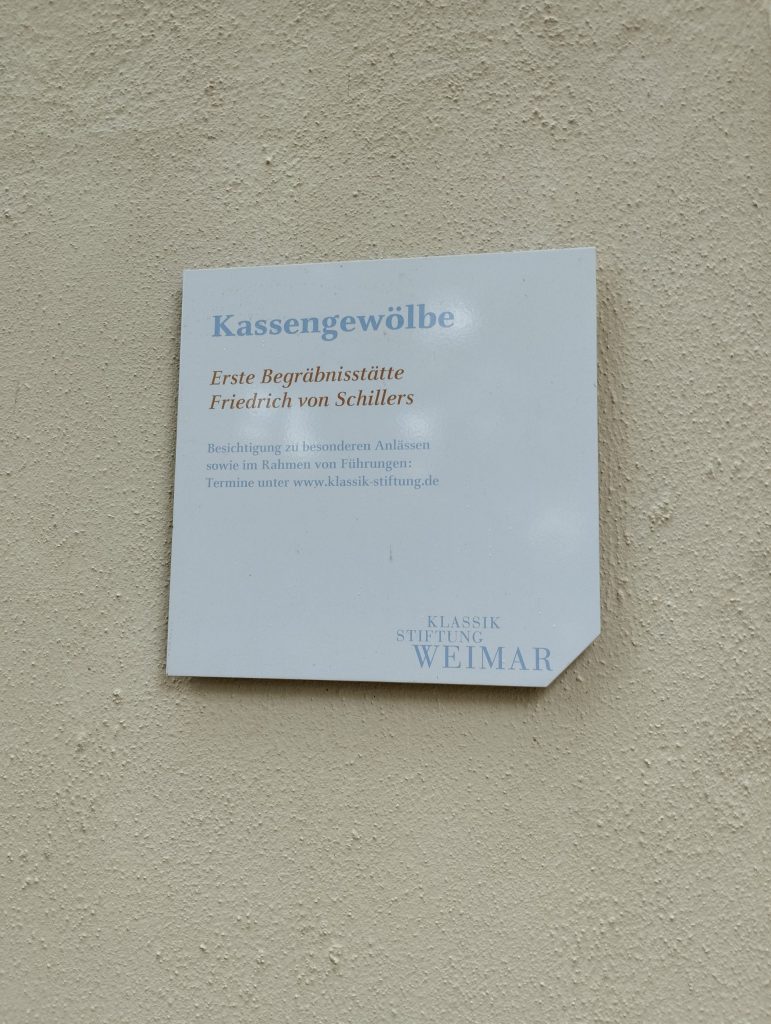 Kassengewölbe
Erste Begräbnisstätte
Friedrich von Schillers
Besichtigung zu besonderen Anlässen
sowie im Rahmen von Führungen:
Termine unter www.klassik-stiftung.de
KLASSIK
STIFTUNG
WEIMAR